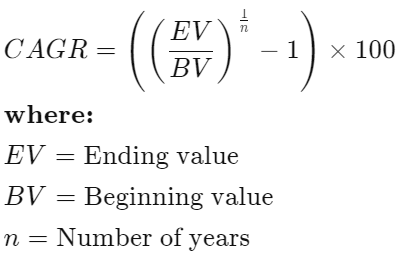 CAGR = ((EV/BV)^(1/n) − 1) × 100
where:
EV = Ending value
BV = Beginning value
n = Number of years